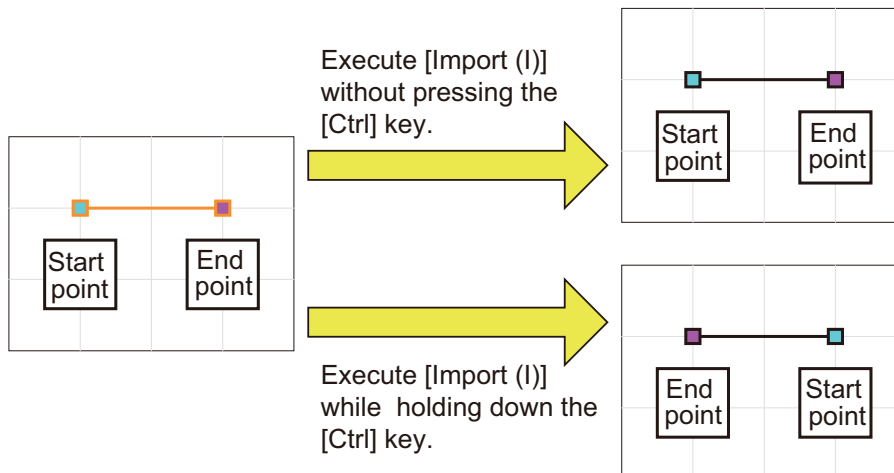 Execute [Import (I)]
without pressing the
[Ctrl] key.
Start
point
End
point
Start
point
End
point
Execute [Import (I)]
while  holding down the
[Ctrl] key.
End
point
Start
point